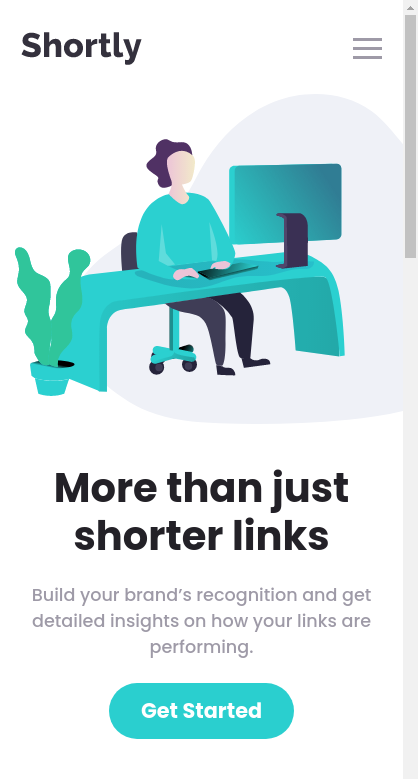 Shortly
More than just
shorter links
Build your brand’s recognition and get
detailed insights on how your links are
performing.
Get Started